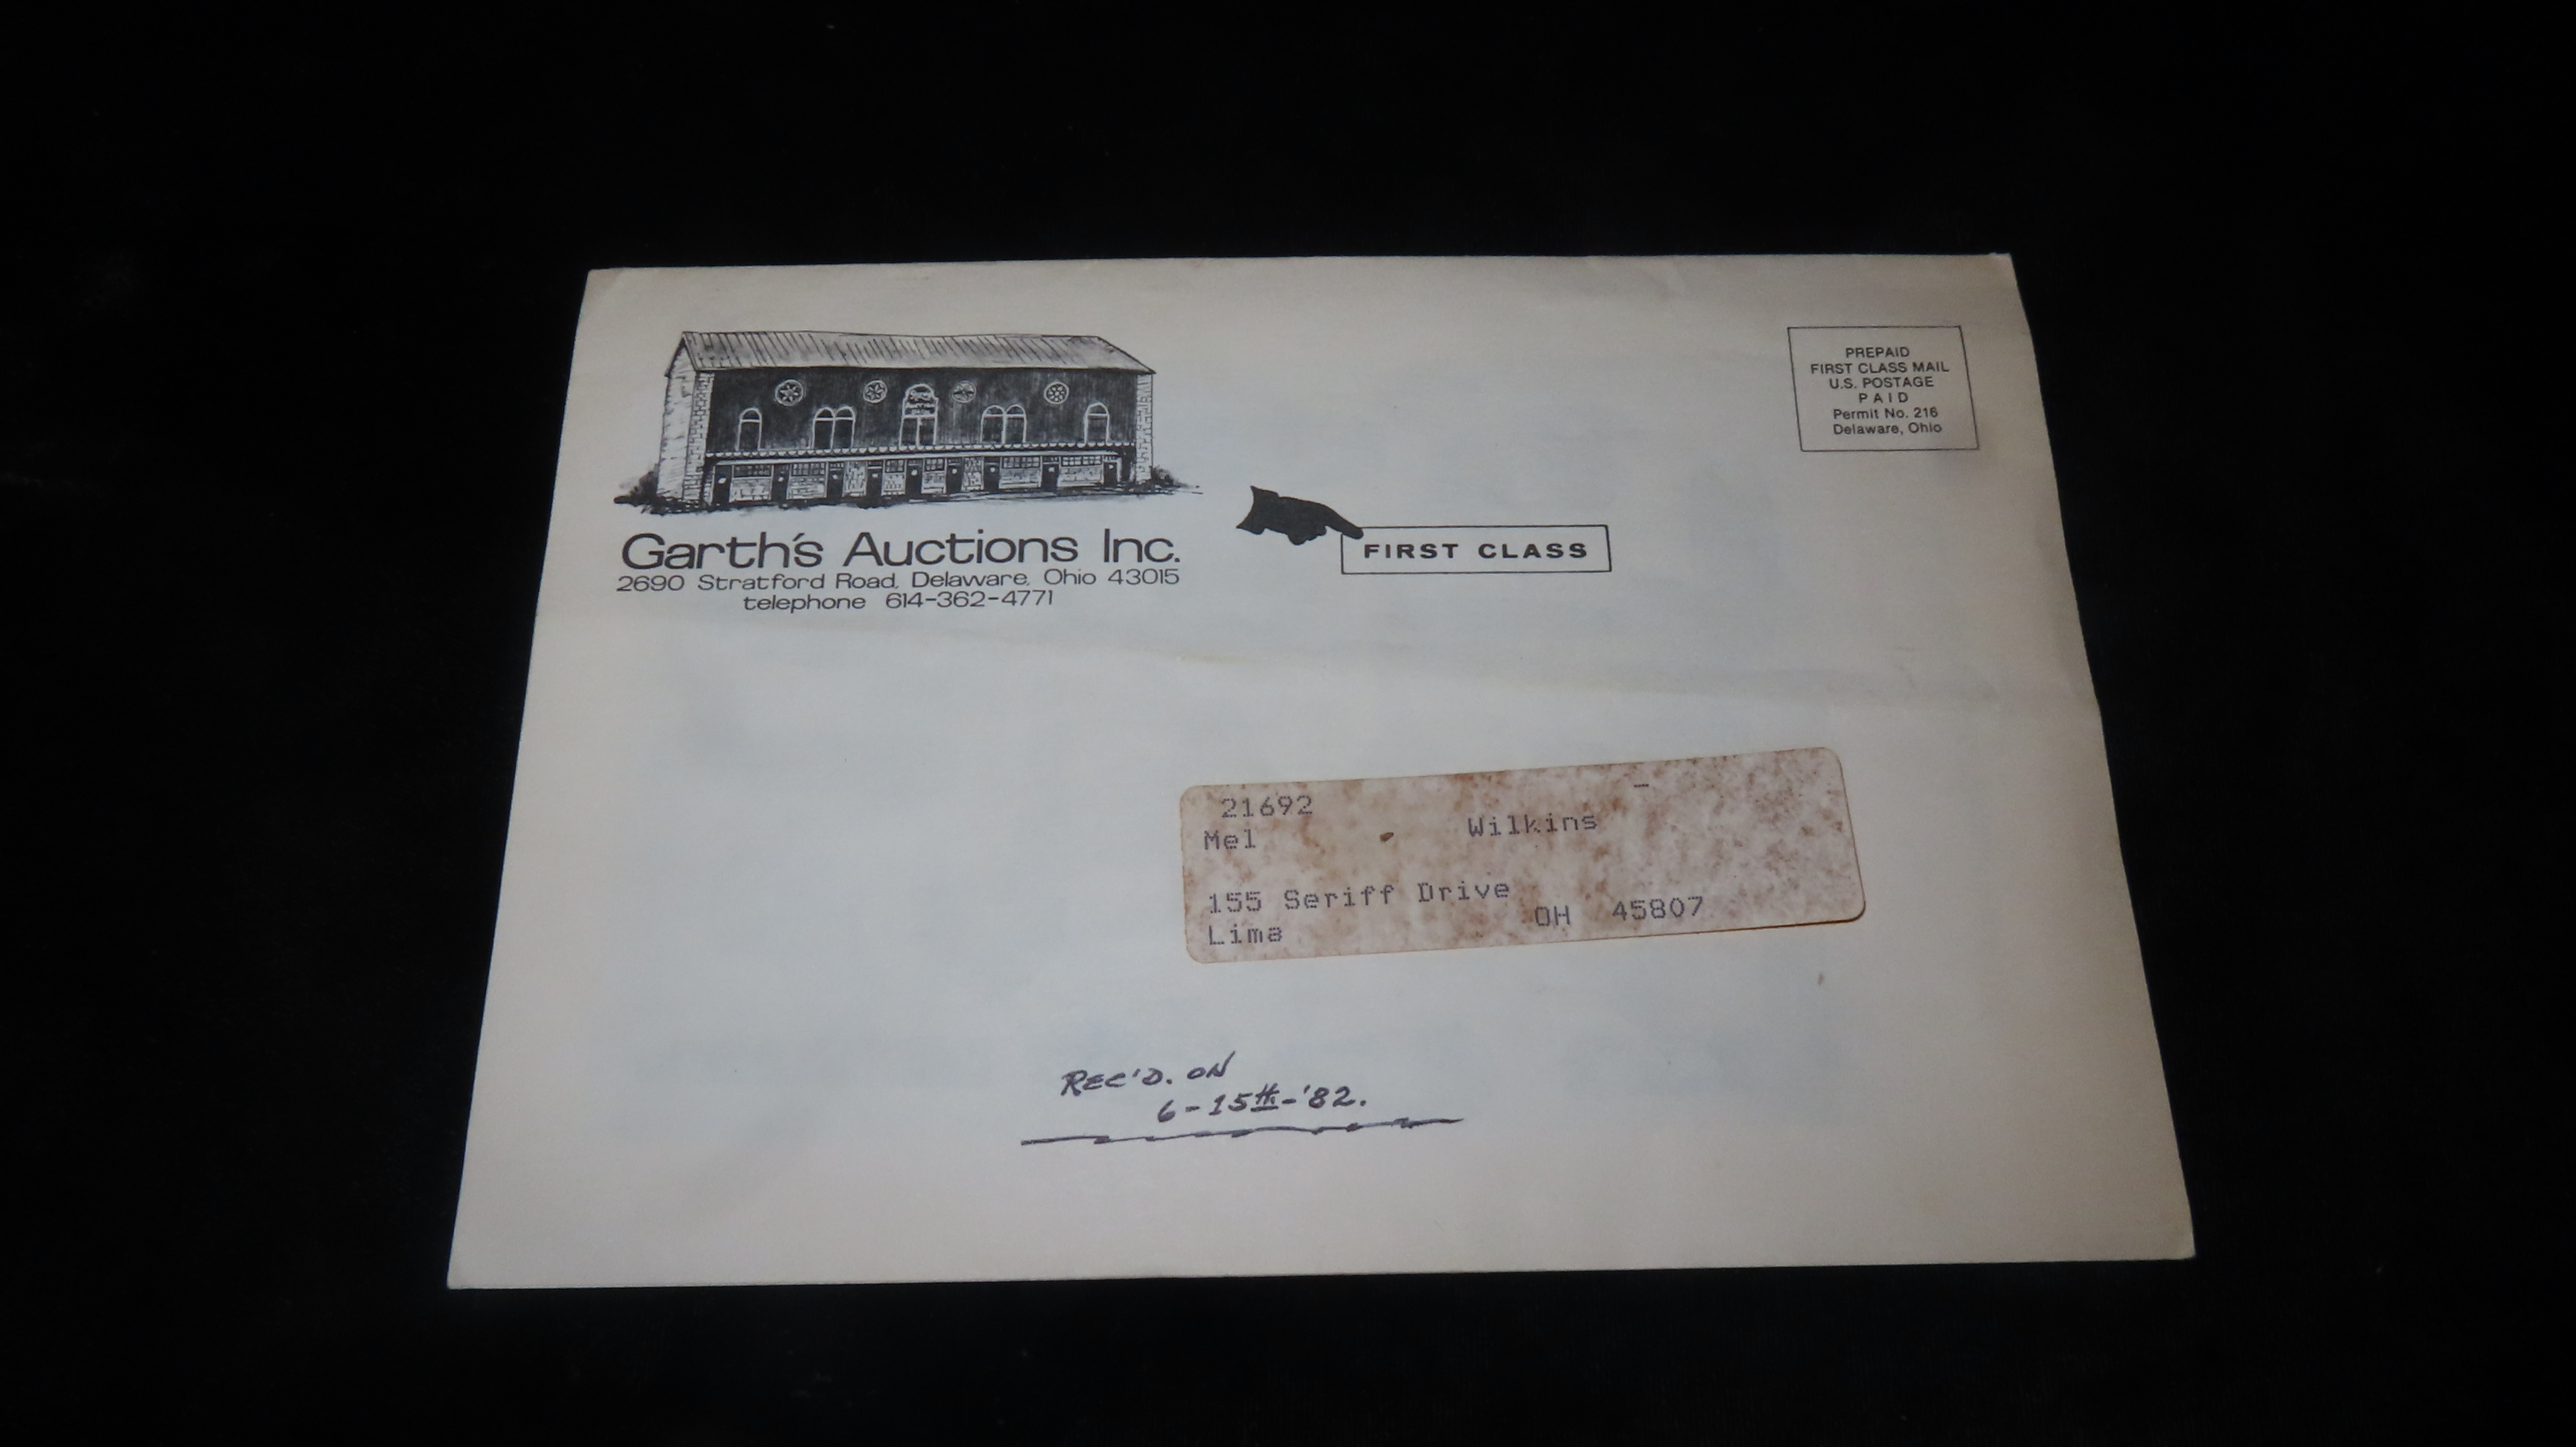 Garth's Auctions Inc.
2690 Stratford Road, Delaware, Ohio 43015
telephone 614-362-4771
PREPAID
FIRST CLASS MAIL
U.S. POSTAGE
PAID
Permit No. 216
Delaware, Ohio
FIRST CLASS
21692
Mel Wilkins
155 Seriff Drive
Lima OH 45807
REC'D. ON
6-15th-'82.